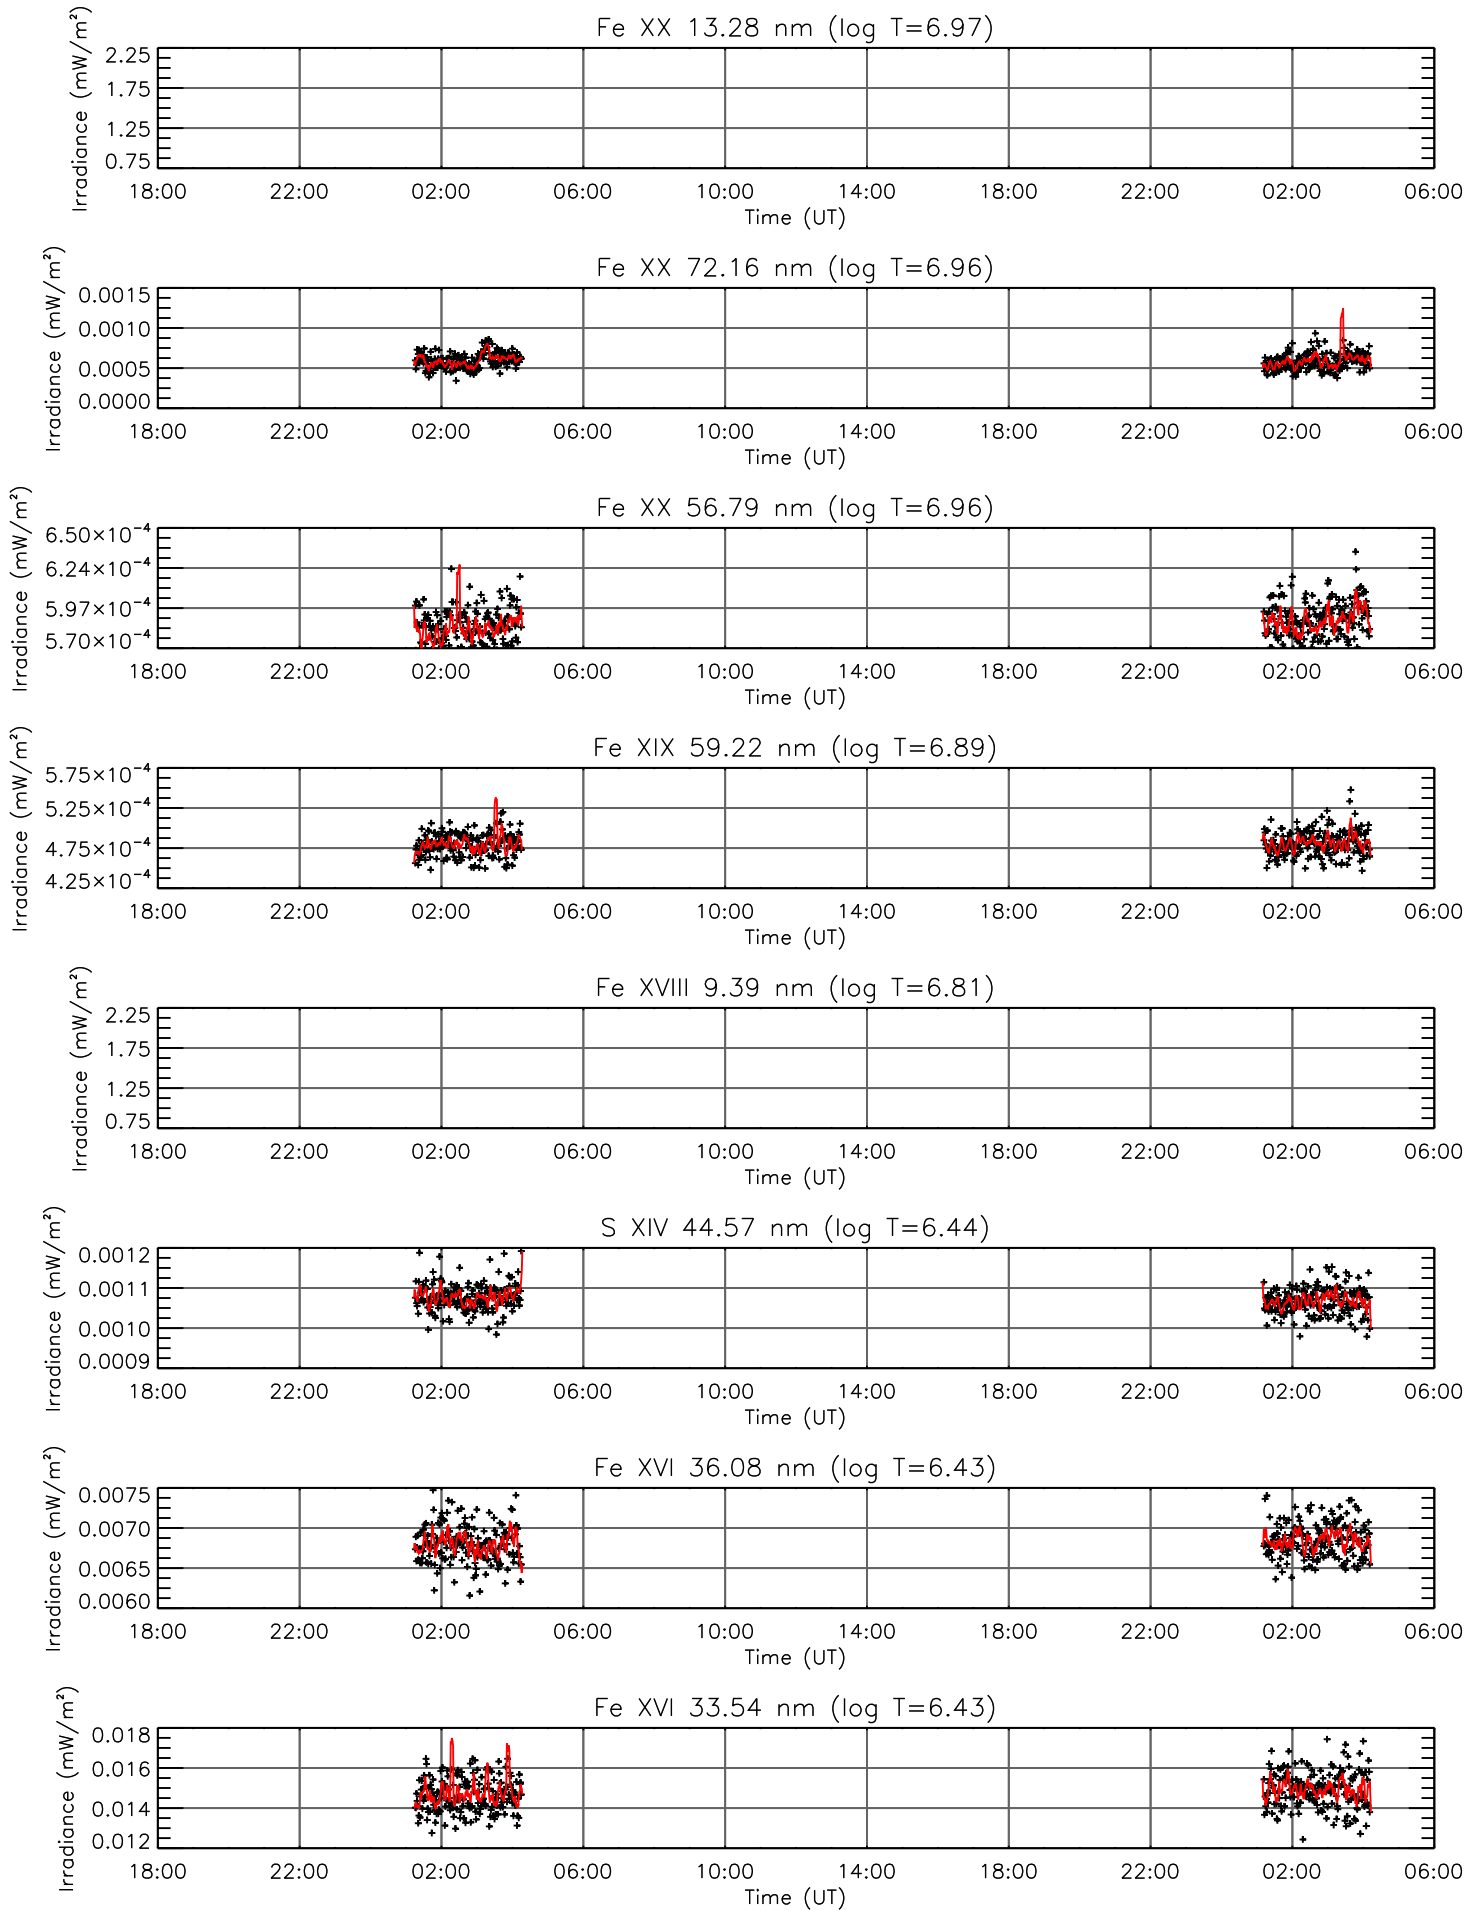 Fe XX 13.28 nm (log T=6.97)
Irradiance (mW/m²)
2.25
1.75
1.25
0.75
18:00 22:00 02:00 06:00 10:00 14:00 18:00 22:00 02:00 06:00
Time (UT)
Fe XX 72.16 nm (log T=6.96)
Irradiance (mW/m²)
0.0015
0.0010
0.0005
0.0000
18:00 22:00 02:00 06:00 10:00 14:00 18:00 22:00 02:00 06:00
Time (UT)
Fe XX 56.79 nm (log T=6.96)
Irradiance (mW/m²)
6.50×10⁻⁴
6.24×10⁻⁴
5.97×10⁻⁴
5.70×10⁻⁴
18:00 22:00 02:00 06:00 10:00 14:00 18:00 22:00 02:00 06:00
Time (UT)
Fe XIX 59.22 nm (log T=6.89)
Irradiance (mW/m²)
5.75×10⁻⁴
5.25×10⁻⁴
4.75×10⁻⁴
4.25×10⁻⁴
18:00 22:00 02:00 06:00 10:00 14:00 18:00 22:00 02:00 06:00
Time (UT)
Fe XVIII 9.39 nm (log T=6.81)
Irradiance (mW/m²)
2.25
1.75
1.25
0.75
18:00 22:00 02:00 06:00 10:00 14:00 18:00 22:00 02:00 06:00
Time (UT)
S XIV 44.57 nm (log T=6.44)
Irradiance (mW/m²)
0.0012
0.0011
0.0010
0.0009
18:00 22:00 02:00 06:00 10:00 14:00 18:00 22:00 02:00 06:00
Time (UT)
Fe XVI 36.08 nm (log T=6.43)
Irradiance (mW/m²)
0.0075
0.0070
0.0065
0.0060
18:00 22:00 02:00 06:00 10:00 14:00 18:00 22:00 02:00 06:00
Time (UT)
Fe XVI 33.54 nm (log T=6.43)
Irradiance (mW/m²)
0.018
0.016
0.014
0.012
18:00 22:00 02:00 06:00 10:00 14:00 18:00 22:00 02:00 06:00
Time (UT)